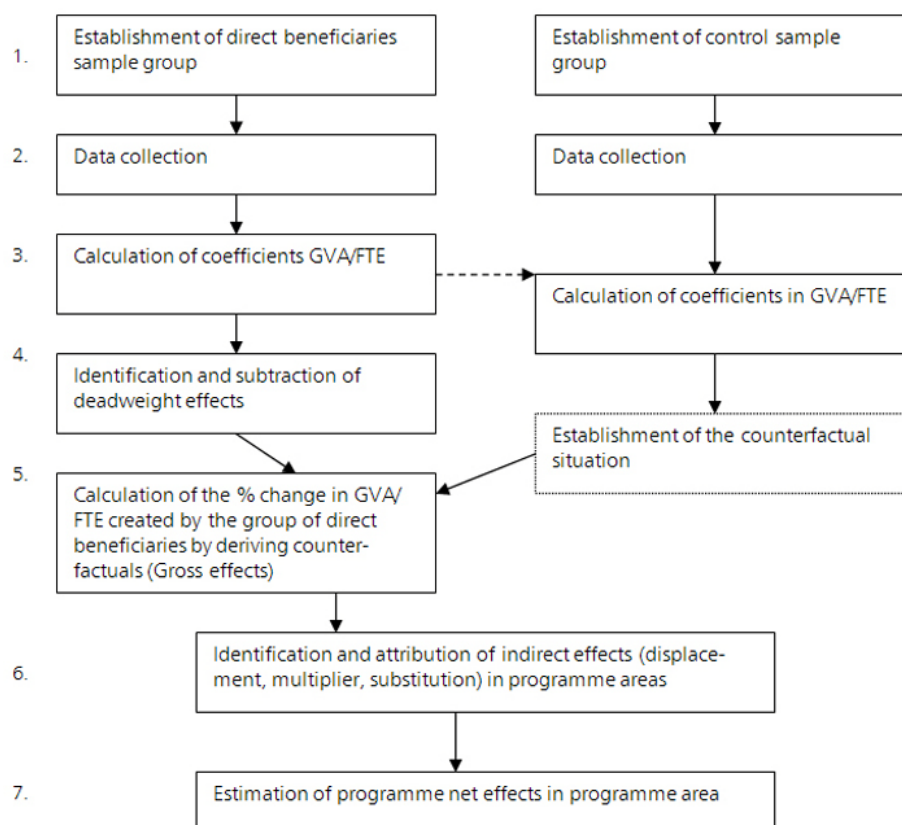 1.
Establishment of direct beneficiaries
sample group
Establishment of control sample
group
2.
Data collection
Data collection
3.
Calculation of coefficients GVA/FTE
Calculation of coefficients in GVA/FTE
4.
Identification and subtraction of
deadweight effects
Establishment of the counterfactual
situation
5.
Calculation of the % change in GVA/
FTE created by the group of direct
beneficiaries by deriving counter-
factuals (Gross effects)
6.
Identification and attribution of indirect effects (displace-
ment, multiplier, substitution) in programme areas
7.
Estimation of programme net effects in programme area